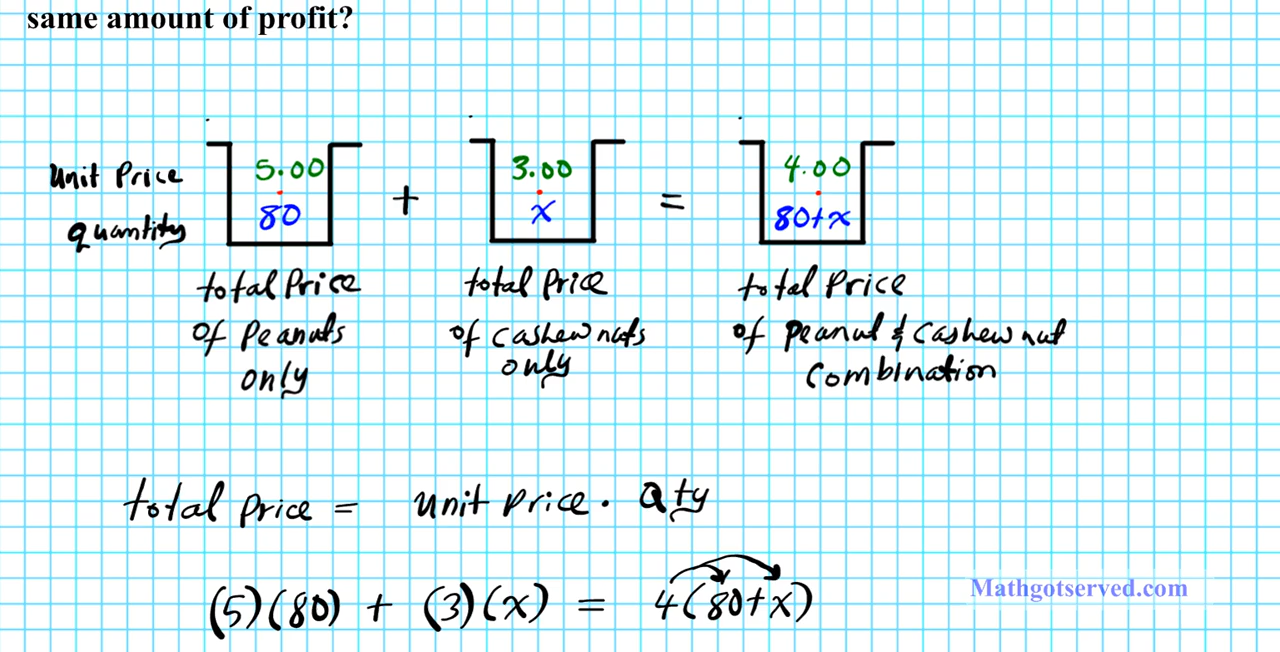 same amount of profit?
Unit Price 5.00 3.00 4.00
quantity 80 + x = 80+x
total Price total Price total Price
of Peanuts of Cashew nuts of Peanut & Cashew nut
only only Combination
total Price = Unit Price · Qty
(5)(80) + (3)(x) = 4(80+x)
Mathgotserved.com